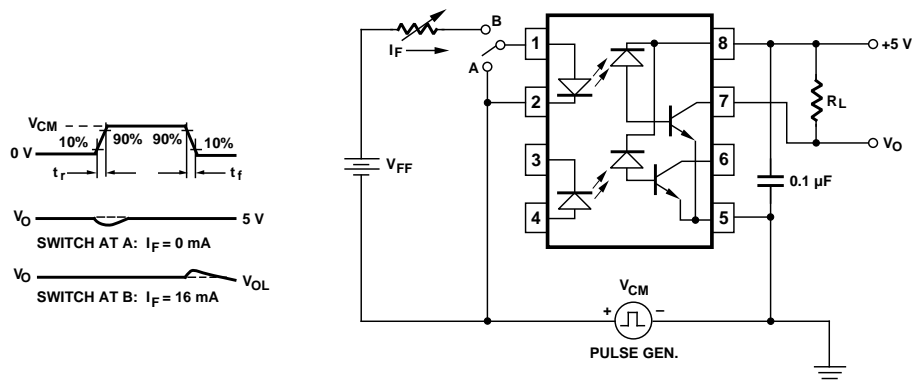 V_CM
0 V
10%
90%
90%
10%
t_r
t_f
V_O
5 V
SWITCH AT A: I_F = 0 mA
V_O
V_OL
SWITCH AT B: I_F = 16 mA
I_F
B
A
V_FF
1
2
3
4
8
7
6
5
+5 V
R_L
V_O
0.1 µF
V_CM
+
–
PULSE GEN.